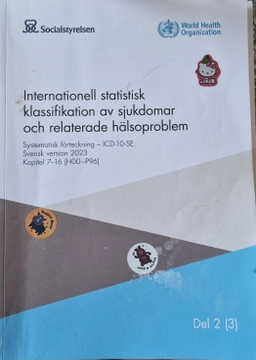 Socialstyrelsen
World Health
Organization
Internationell statistisk
klassifikation av sjukdomar
och relaterade hälsoproblem
Systematisk förteckning – ICD-10-SE
Svensk version 2023
Kapitel 7–16 (H00–P96)
Del 2 (3)